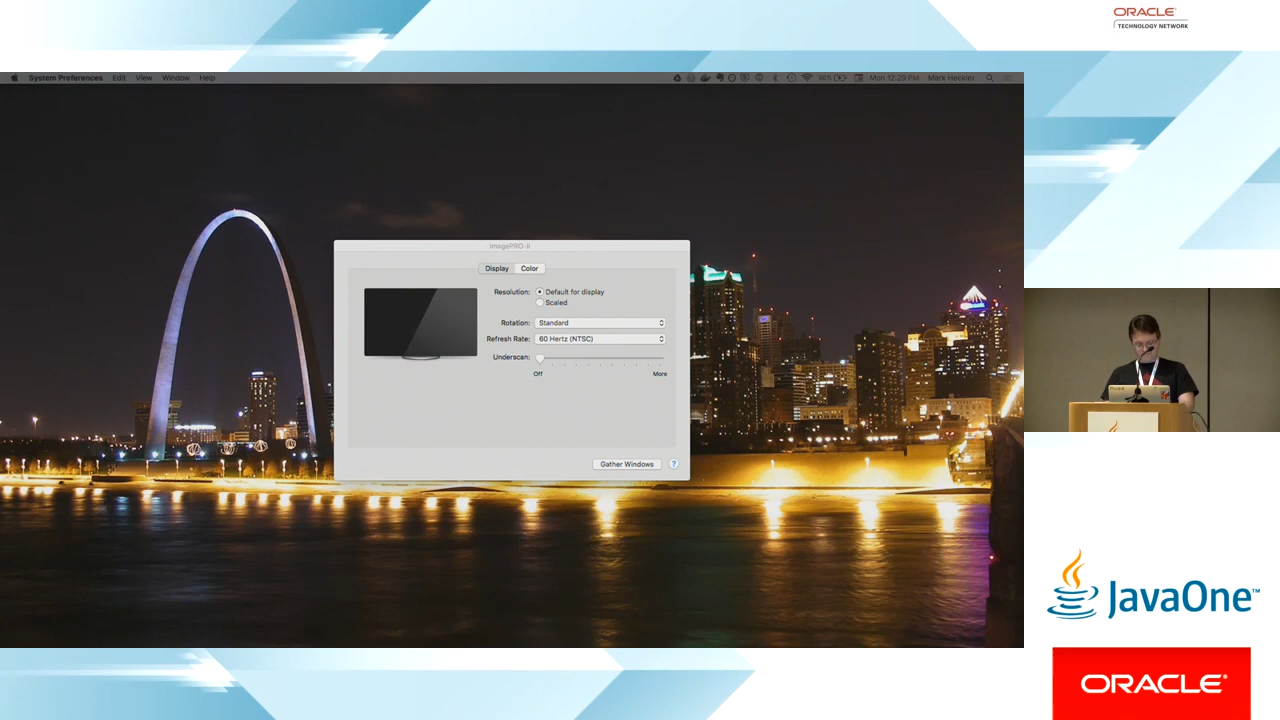 ORACLE
TECHNOLOGY NETWORK
System Preferences Edit View Window Help
Mon 12:29 PM Mark Heckler
imagePRO-II
Display Color
Resolution: Default for display
Scaled
Rotation: Standard
Refresh Rate: 60 Hertz (NTSC)
Underscan:
Off More
Gather Windows ?
JavaOne™
ORACLE®